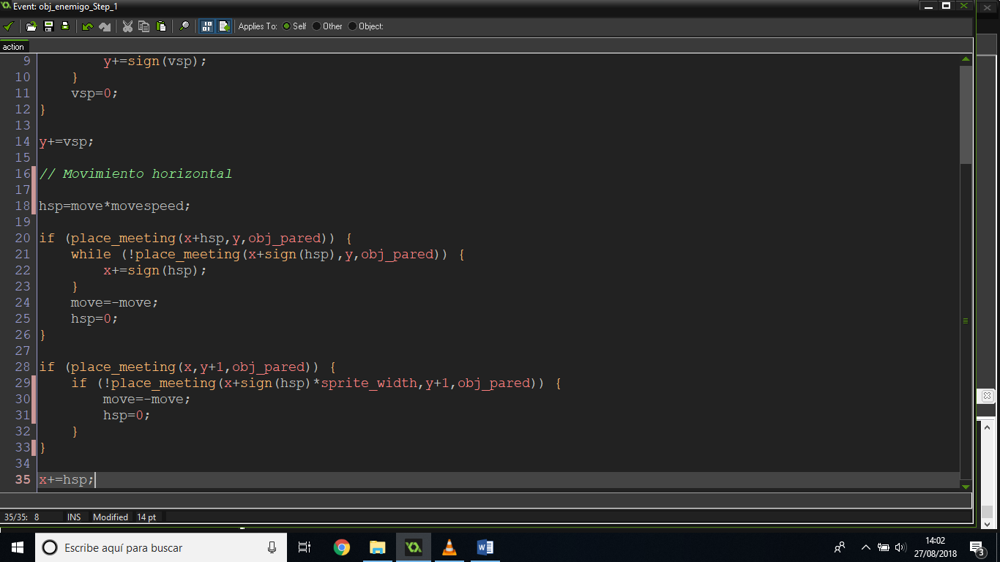 Event: obj_enemigo_Step_1
Applies To: Self Other Object:
action
9 y+=sign(vsp);
10 }
11 vsp=0;
12 }
13
14 y+=vsp;
15
16 // Movimiento horizontal
17
18 hsp=move*movespeed;
19
20 if (place_meeting(x+hsp,y,obj_pared)) {
21 while (!place_meeting(x+sign(hsp),y,obj_pared)) {
22 x+=sign(hsp);
23 }
24 move=-move;
25 hsp=0;
26 }
27
28 if (place_meeting(x,y+1,obj_pared)) {
29 if (!place_meeting(x+sign(hsp)*sprite_width,y+1,obj_pared)) {
30 move=-move;
31 hsp=0;
32 }
33 }
34
35 x+=hsp;
35/35: 8 INS Modified 14 pt
Escribe aquí para buscar
14:02
27/08/2018
3